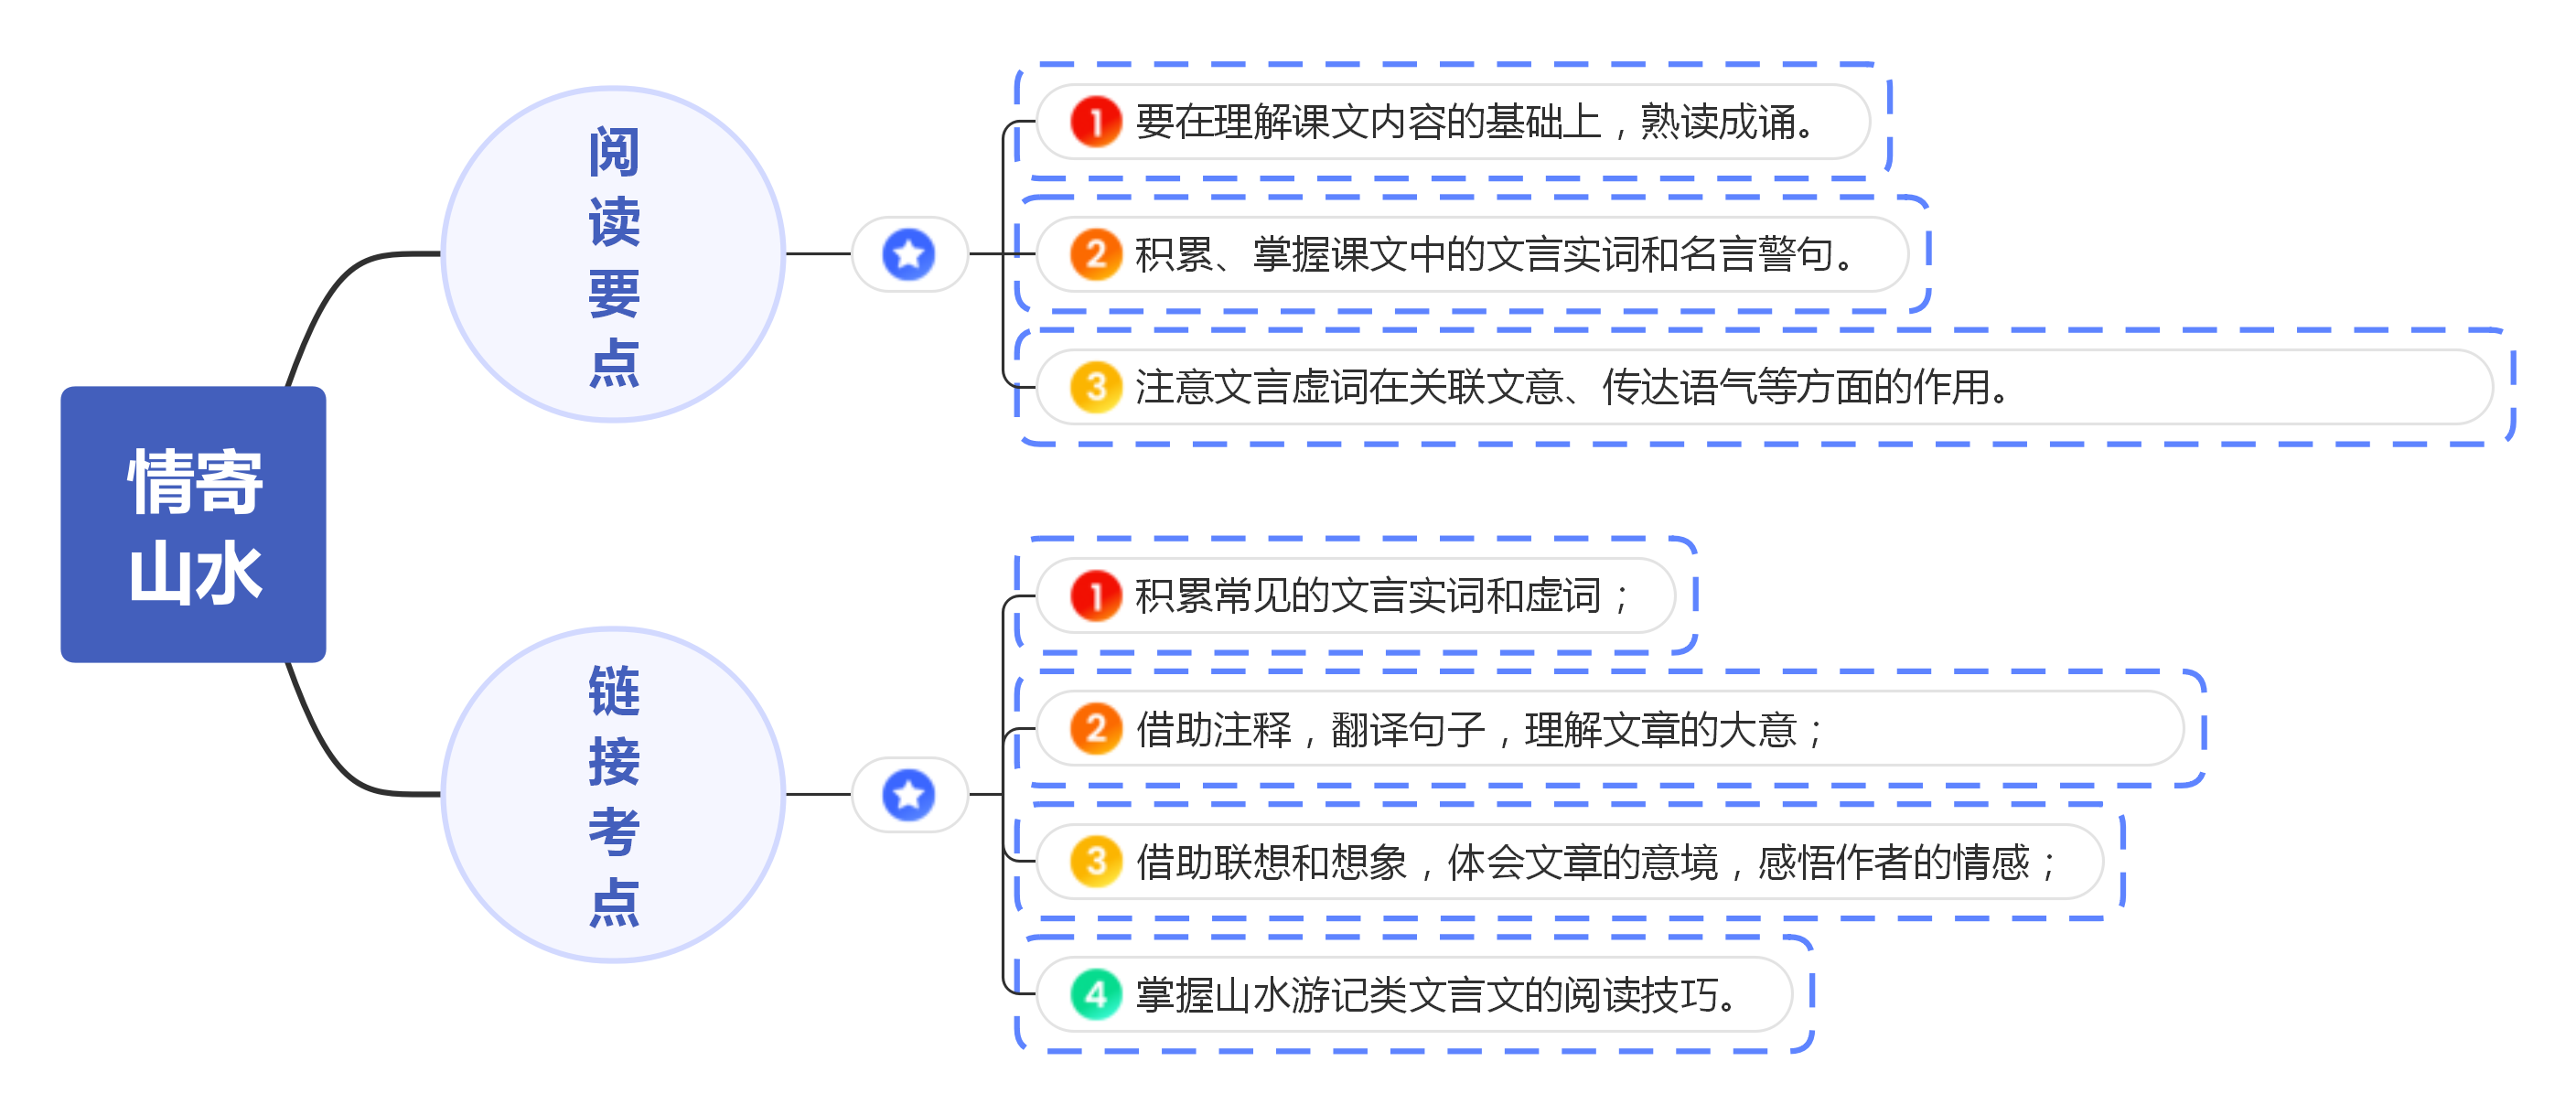 情寄
山水
阅
读
要
点
1 要在理解课文内容的基础上，熟读成诵。
2 积累、掌握课文中的文言实词和名言警句。
3 注意文言虚词在关联文意、传达语气等方面的作用。
链
接
考
点
1 积累常见的文言实词和虚词；
2 借助注释，翻译句子，理解文章的大意；
3 借助联想和想象，体会文章的意境，感悟作者的情感；
4 掌握山水游记类文言文的阅读技巧。